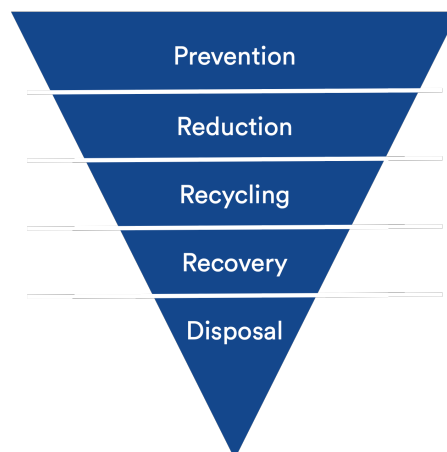 Prevention
Reduction
Recycling
Recovery
Disposal